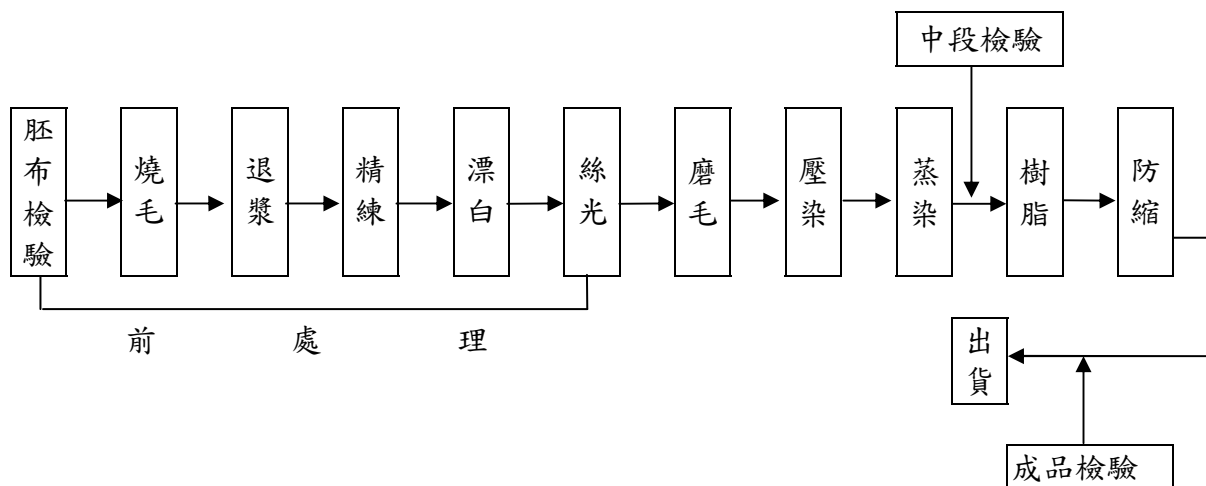 中段檢驗
胚布檢驗
燒毛
退漿
精練
漂白
絲光
磨毛
壓染
蒸染
樹脂
防縮
前處理
出貨
成品檢驗